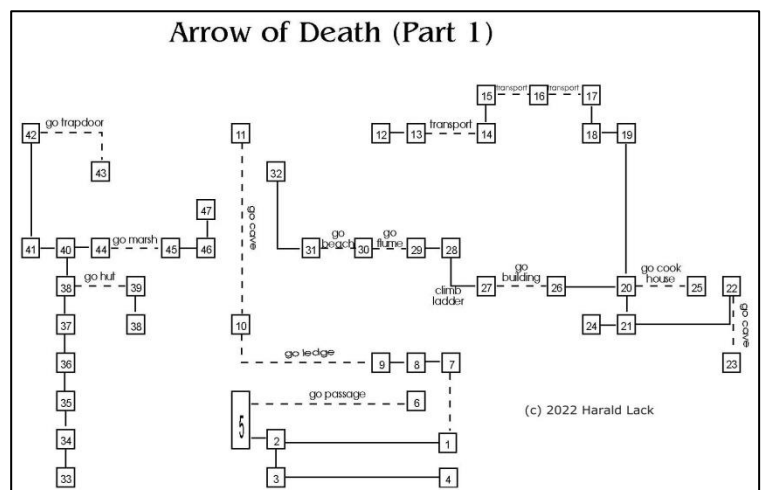 Arrow of Death (Part 1)
15 transport 16 transport 17
42 go trapdoor 11 12 13 transport 14 18 19
43 32
47 go cave
41 40 44 go marsh 45 46 31 go beach 30 go flume 29 28
38 go hut 39 climb ladder 27 go building 26 20 go cook house 25 22
37 38 10 24 21 go cave
36 9 8 7 23
go ledge
35 5 go passage 6
(c) 2022 Harald Lack
34 2 1
33 3 4